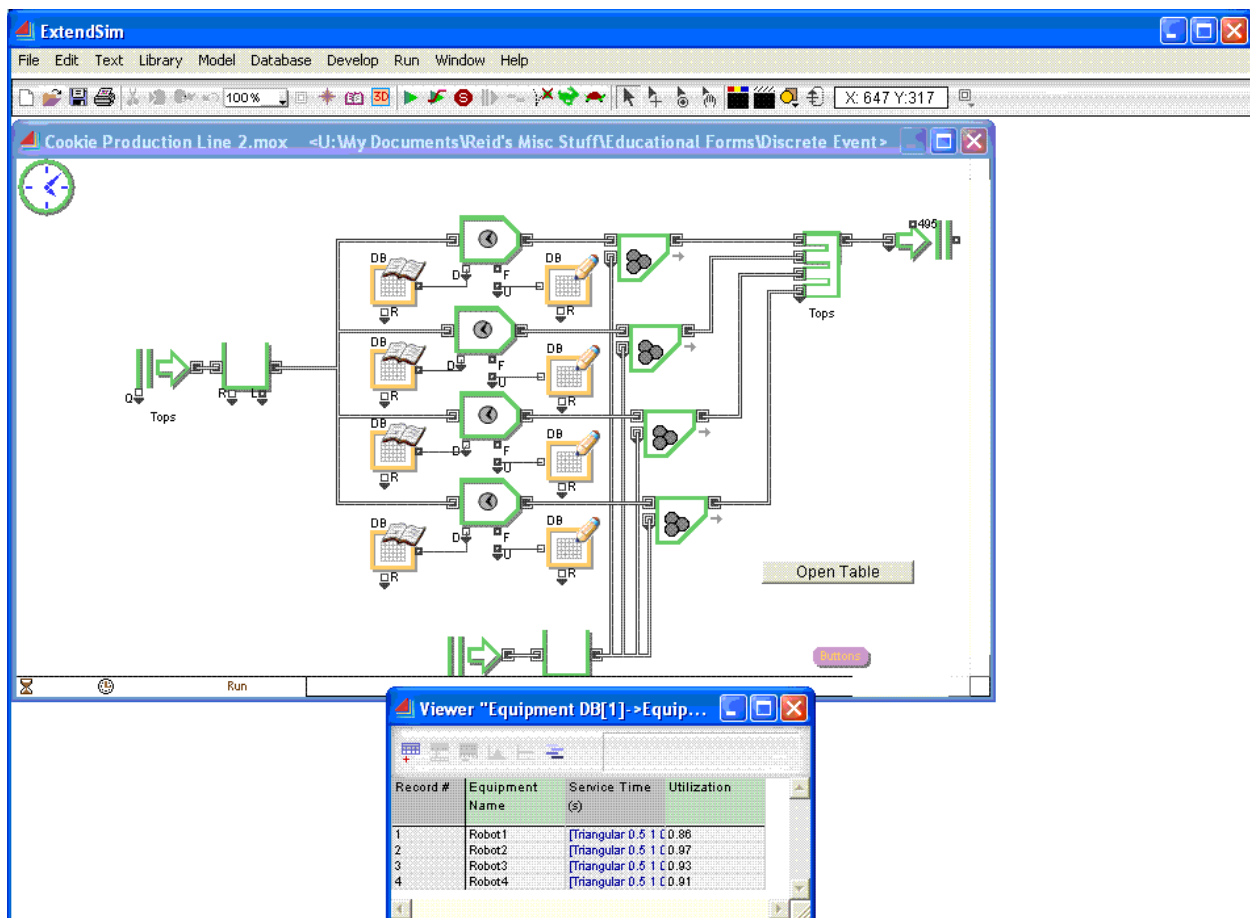 ExtendSim
File Edit Text Library Model Database Develop Run Window Help
100% 3D S X: 647 Y:317
Cookie Production Line 2.mox <U:\My Documents\Reid's Misc Stuff\Educational Forms\Discrete Event>
495
DB D F U DB
R R
Tops
DB D F U DB
R R
Q R L
Tops
DB D F U DB
R R
DB D F U DB
R R
Open Table
Buttons
Run
Viewer "Equipment DB[1]->Equip...
Record # Equipment Name Service Time (s) Utilization
1 Robot1 [Triangular 0.5 1 0.86
2 Robot2 [Triangular 0.5 1 0.97
3 Robot3 [Triangular 0.5 1 0.93
4 Robot4 [Triangular 0.5 1 0.91